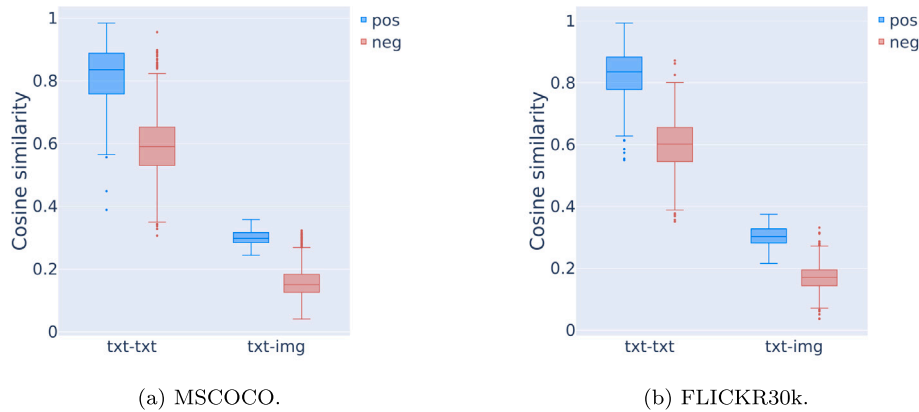 1
0.8
0.6
0.4
0.2
0
Cosine similarity
txt-txt txt-img
pos
neg
(a) MSCOCO.
1
0.8
0.6
0.4
0.2
0
Cosine similarity
txt-txt txt-img
pos
neg
(b) FLICKR30k.